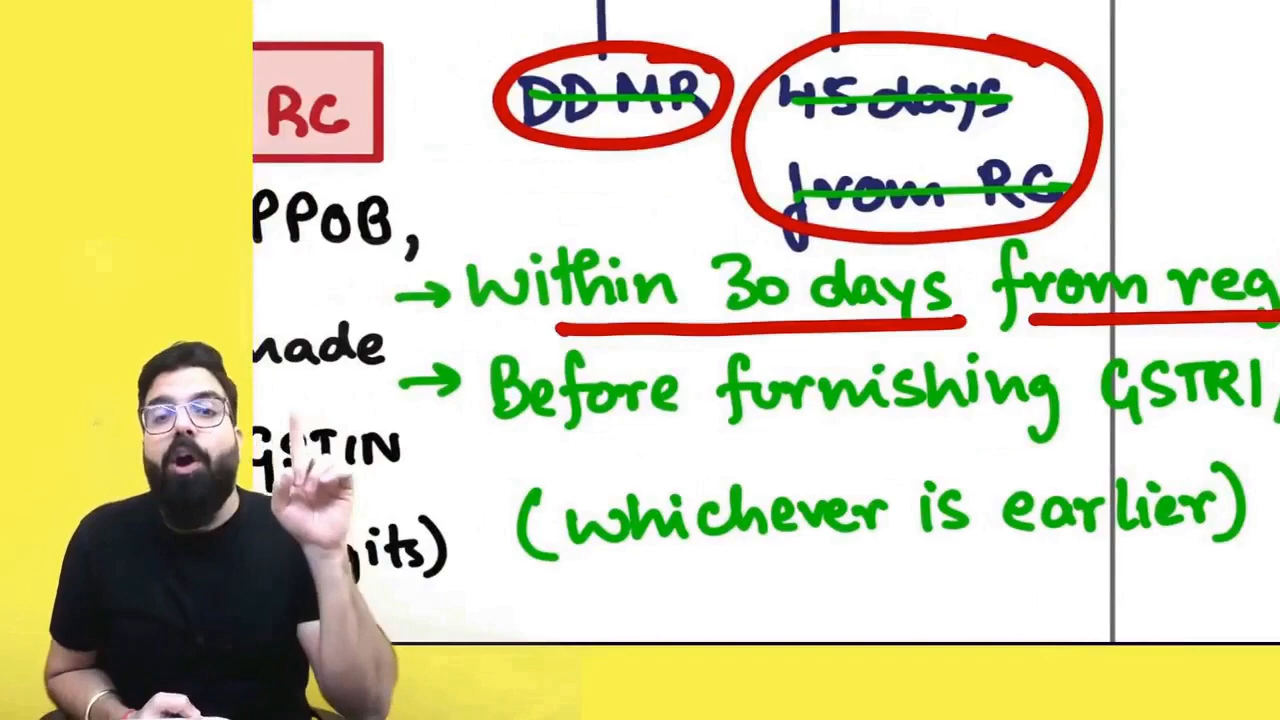 RC
PPOB,
made
GSTIN
gits)
DDMR
45 days
from RC
→ Within 30 days from reg
→ Before furnishing GSTR1,
(whichever is earlier)